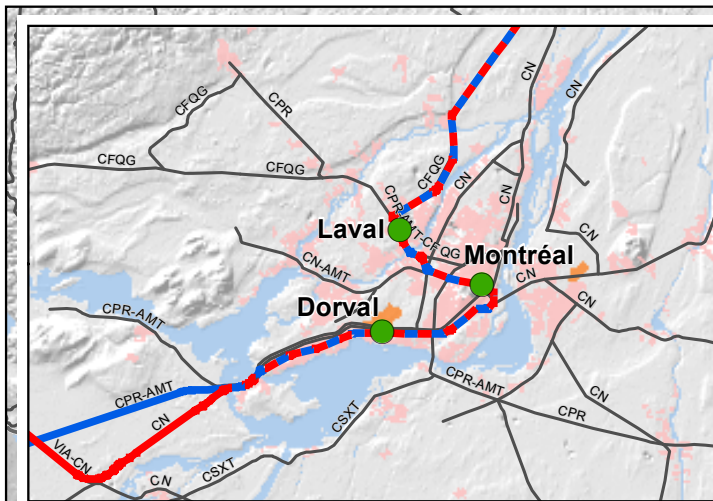 CFQG
CPR
CN
CN
CFQG
CFQG
CFQG
CN
CN
CPR-AMT-CFQG
Laval
CN
Montréal
CN-AMT
CN
Dorval
CPR-AMT
CN
CPR-AMT
CPR-AMT
CN
CN
CPR
CSXT
VIA-CN
CSXT
CN